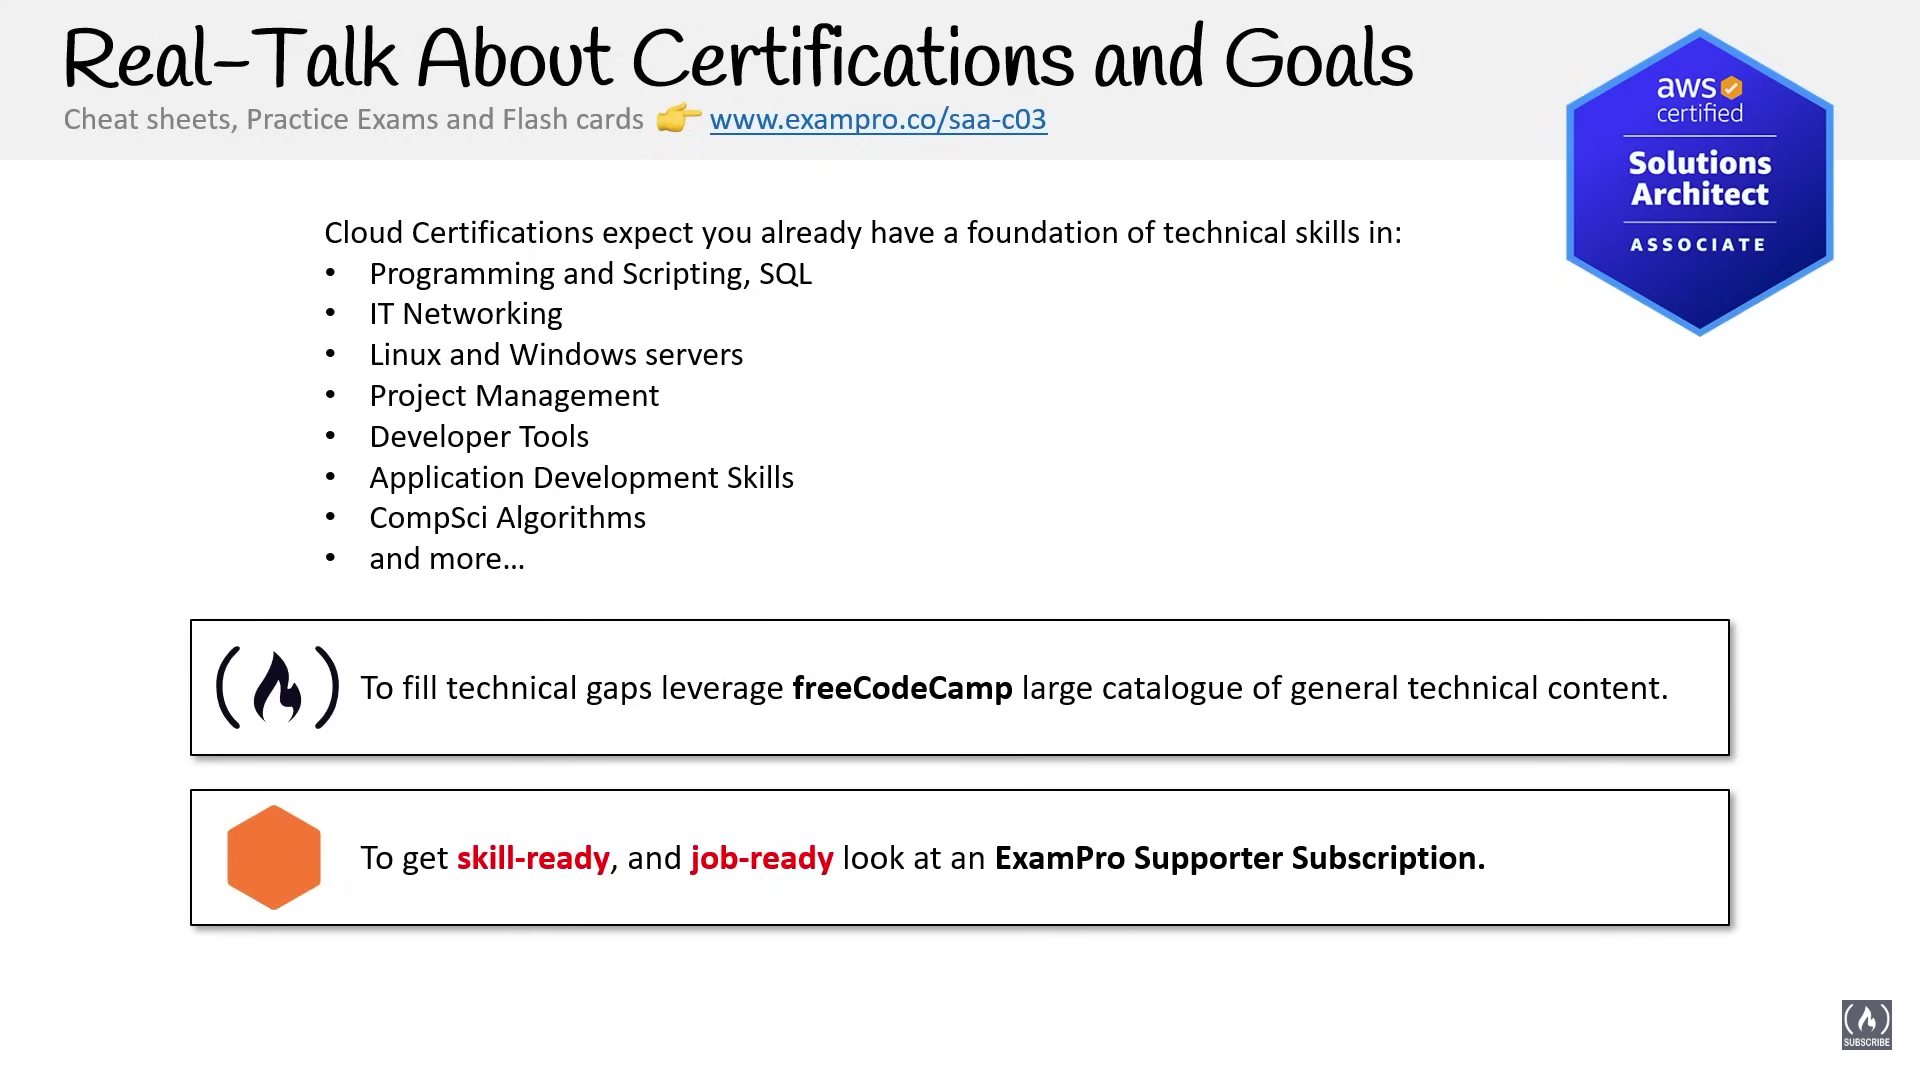 Real-Talk About Certifications and Goals
Cheat sheets, Practice Exams and Flash cards 👉 www.exampro.co/saa-c03
aws
certified
Solutions
Architect
ASSOCIATE
Cloud Certifications expect you already have a foundation of technical skills in:
• Programming and Scripting, SQL
• IT Networking
• Linux and Windows servers
• Project Management
• Developer Tools
• Application Development Skills
• CompSci Algorithms
• and more…
To fill technical gaps leverage freeCodeCamp large catalogue of general technical content.
To get skill-ready, and job-ready look at an ExamPro Supporter Subscription.
SUBSCRIBE